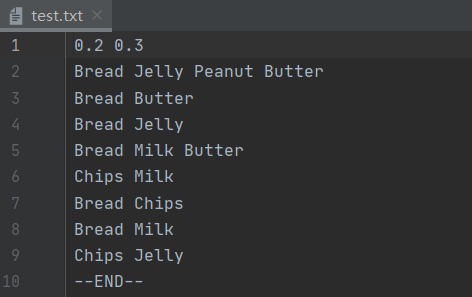 test.txt
1 0.2 0.3
2 Bread Jelly Peanut Butter
3 Bread Butter
4 Bread Jelly
5 Bread Milk Butter
6 Chips Milk
7 Bread Chips
8 Bread Milk
9 Chips Jelly
10 --END--